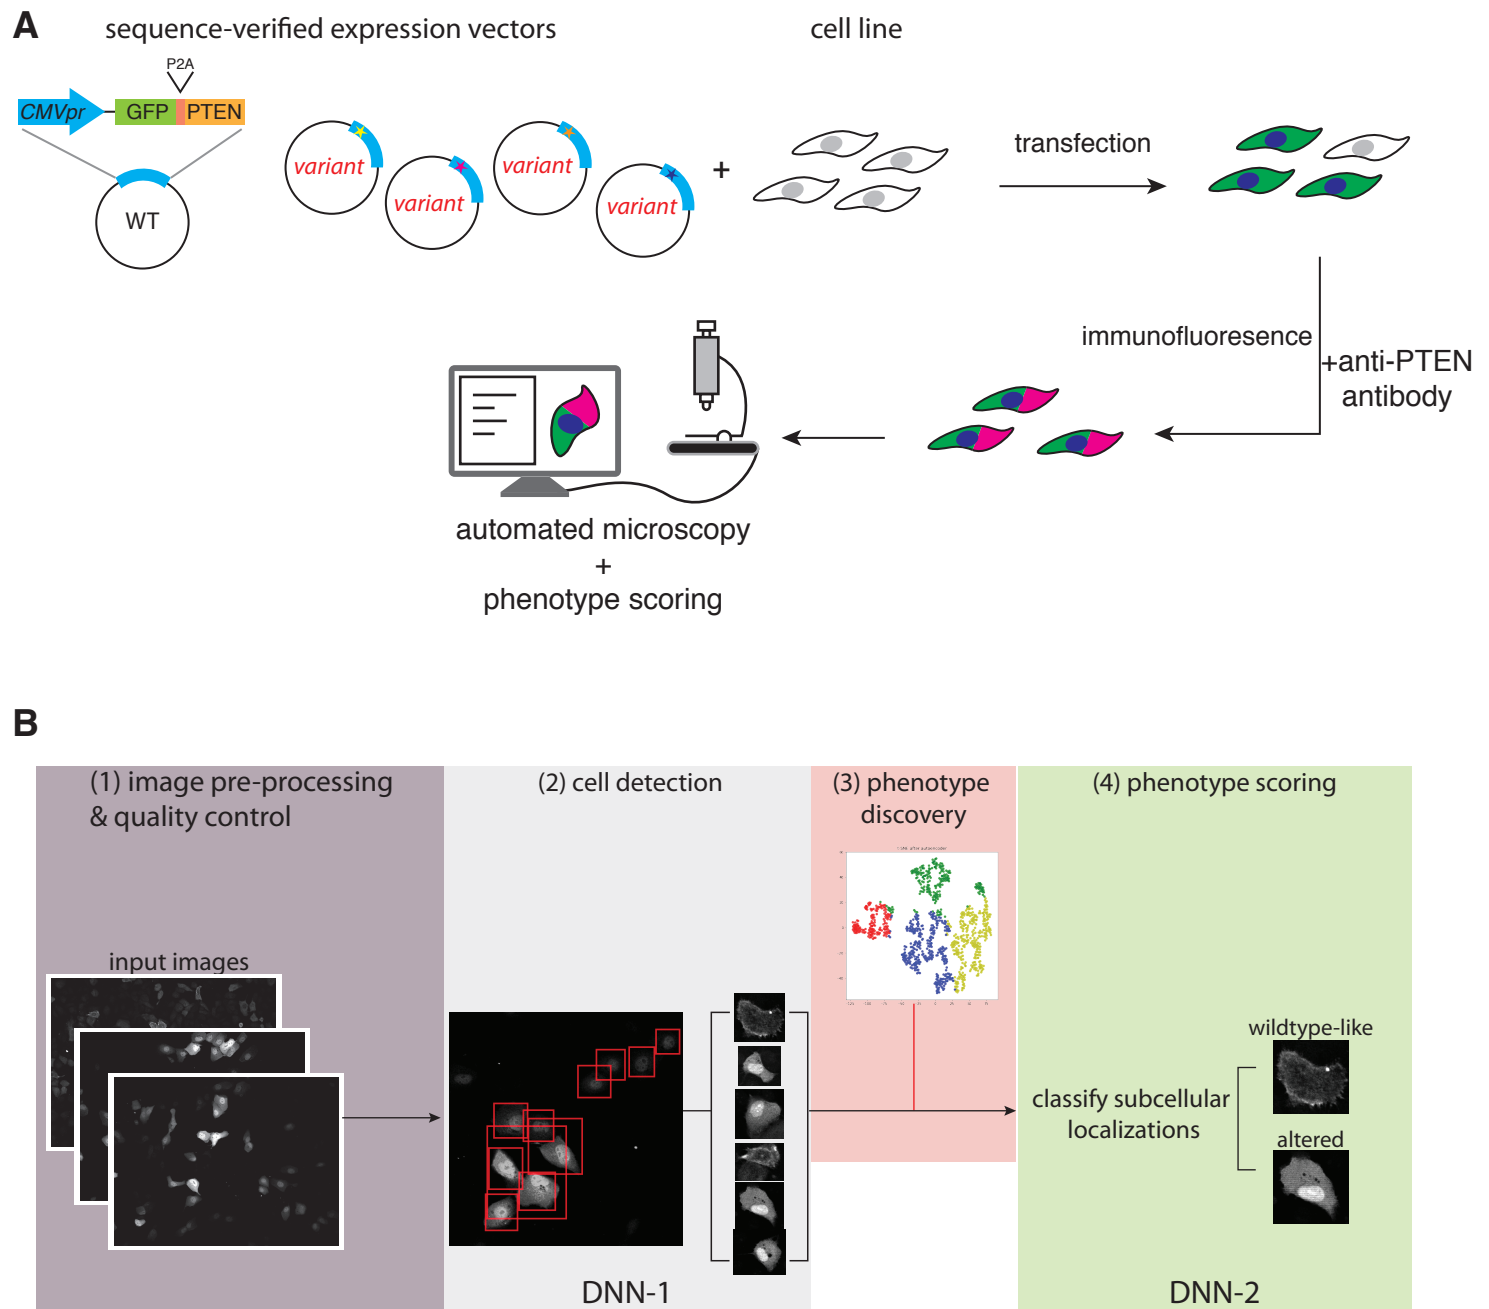 A
sequence-verified expression vectors
cell line
P2A
CMVpr
GFP
PTEN
WT
variant
variant
variant
variant
+
transfection
immunofluoresence
+anti-PTEN
antibody
automated microscopy
+
phenotype scoring
B
(1) image pre-processing
& quality control
input images
(2) cell detection
DNN-1
(3) phenotype
discovery
(4) phenotype scoring
wildtype-like
classify subcellular
localizations
altered
DNN-2